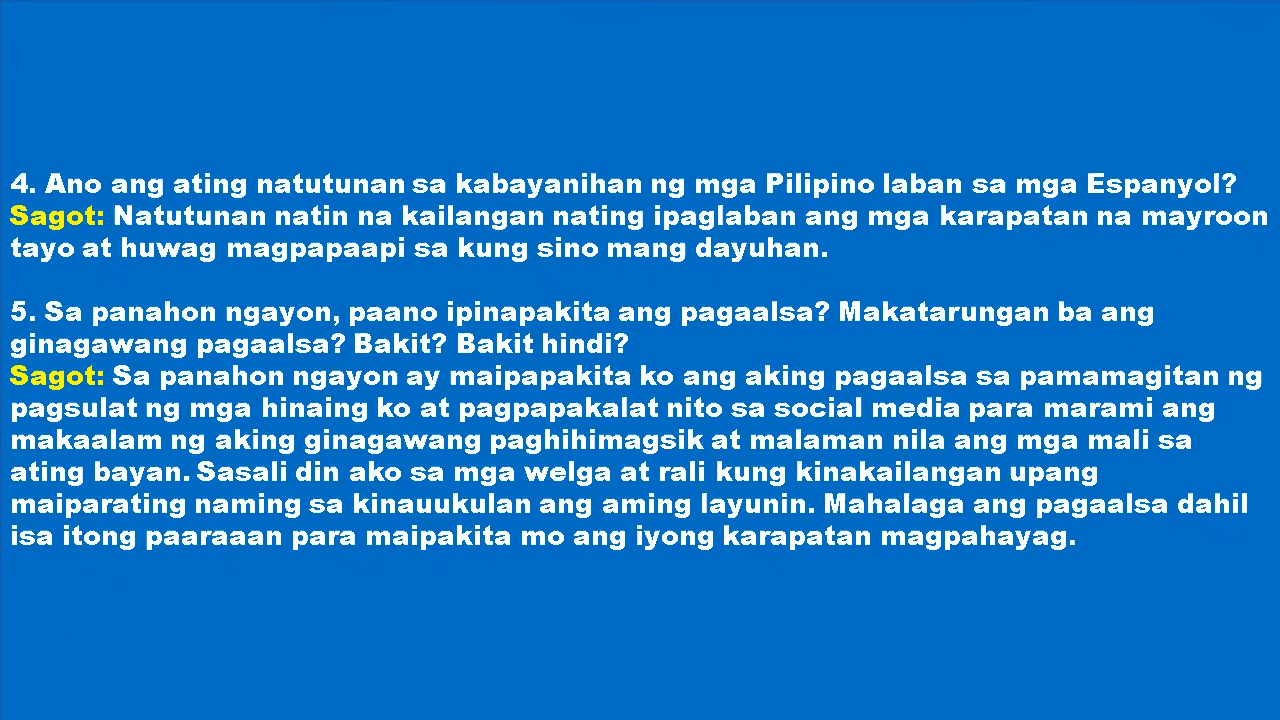 4. Ano ang ating natutunan sa kabayanihan ng mga Pilipino laban sa mga Espanyol?
Sagot: Natutunan natin na kailangan nating ipaglaban ang mga karapatan na mayroon
tayo at huwag magpapaapi sa kung sino mang dayuhan.
5. Sa panahon ngayon, paano ipinapakita ang pagaalsa? Makatarungan ba ang
ginagawang pagaalsa? Bakit? Bakit hindi?
Sagot: Sa panahon ngayon ay maipapakita ko ang aking pagaalsa sa pamamagitan ng
pagsulat ng mga hinaing ko at pagpapakalat nito sa social media para marami ang
makaalam ng aking ginagawang paghihimagsik at malaman nila ang mga mali sa
ating bayan. Sasali din ako sa mga welga at rali kung kinakailangan upang
maiparating naming sa kinauukulan ang aming layunin. Mahalaga ang pagaalsa dahil
isa itong paaraaan para maipakita mo ang iyong karapatan magpahayag.